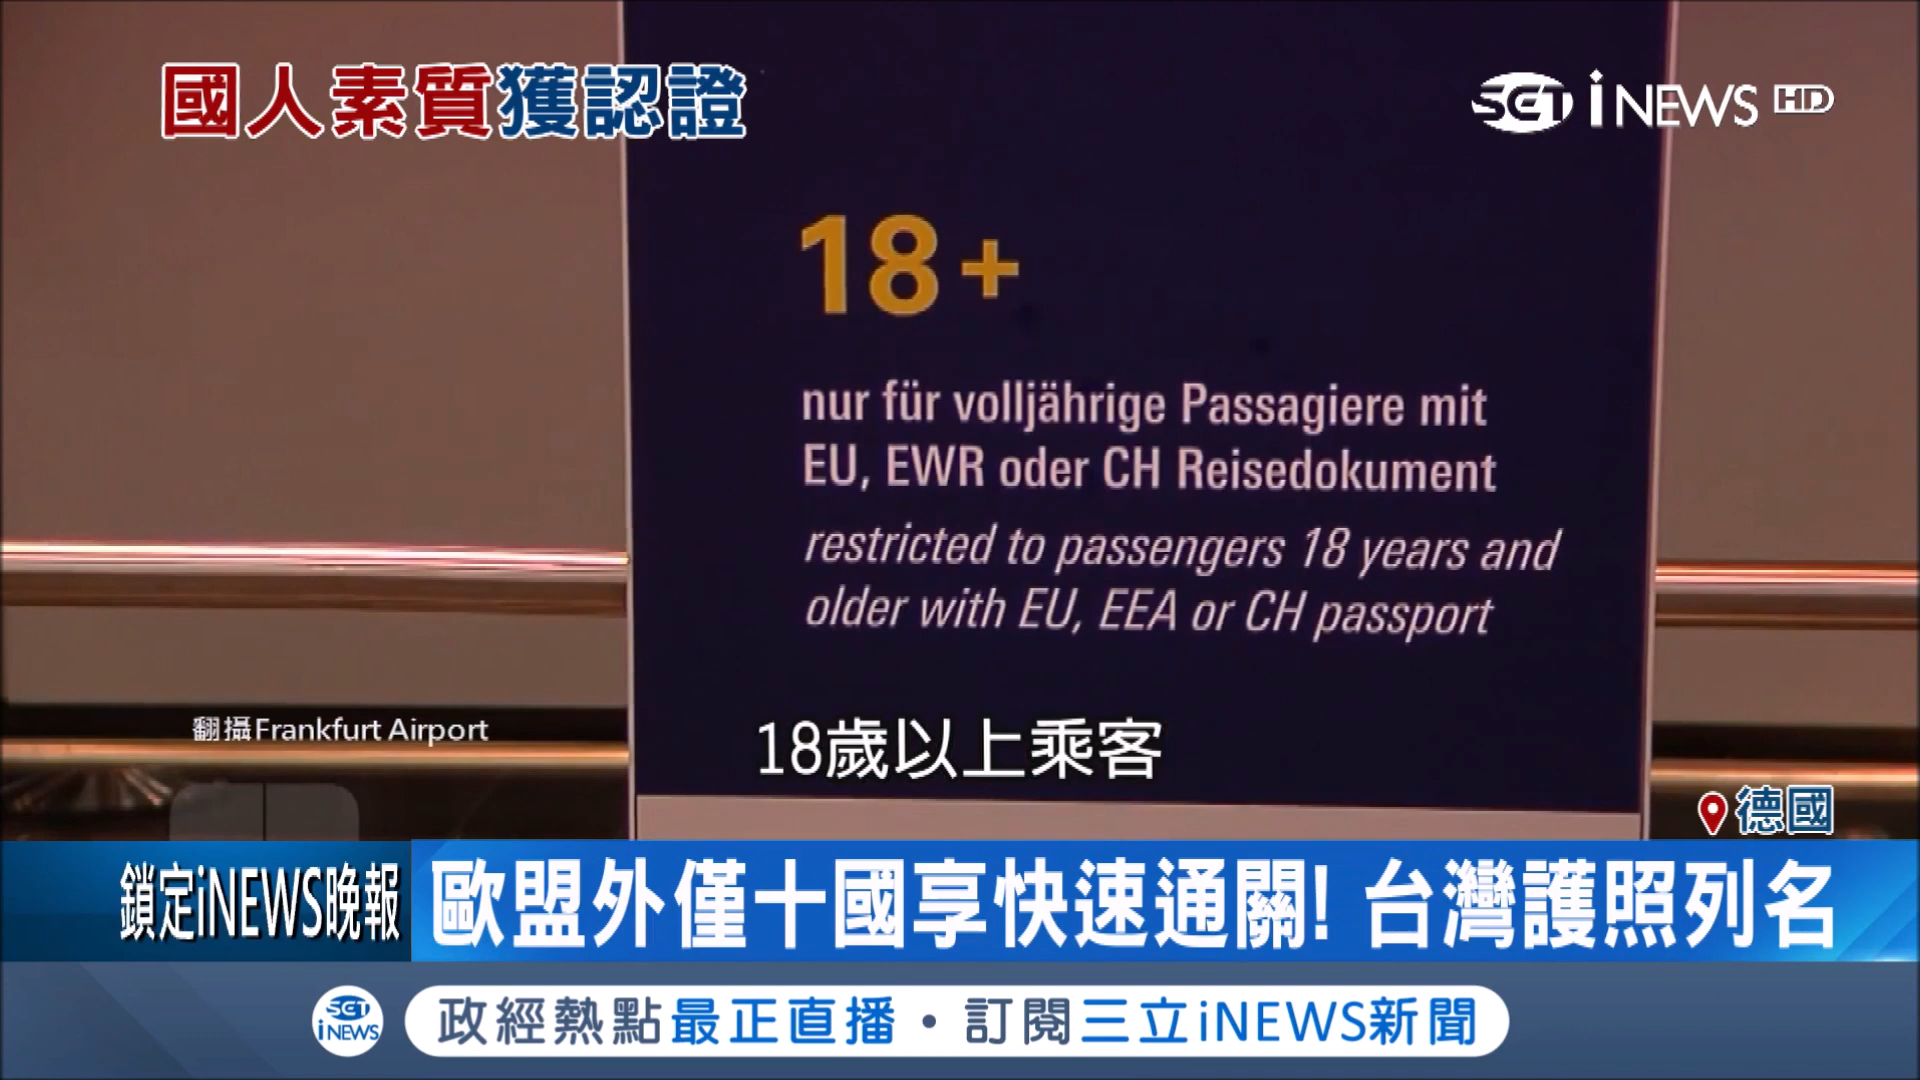 國人素質獲認證
SET iNEWS HD
18+
nur für volljährige Passagiere mit
EU, EWR oder CH Reisedokument
restricted to passengers 18 years and
older with EU, EEA or CH passport
翻攝Frankfurt Airport
18歲以上乘客
德國
鎖定iNEWS晚報
歐盟外僅十國享快速通關! 台灣護照列名
SET iNEWS
政經熱點最正直播・訂閱三立iNEWS新聞